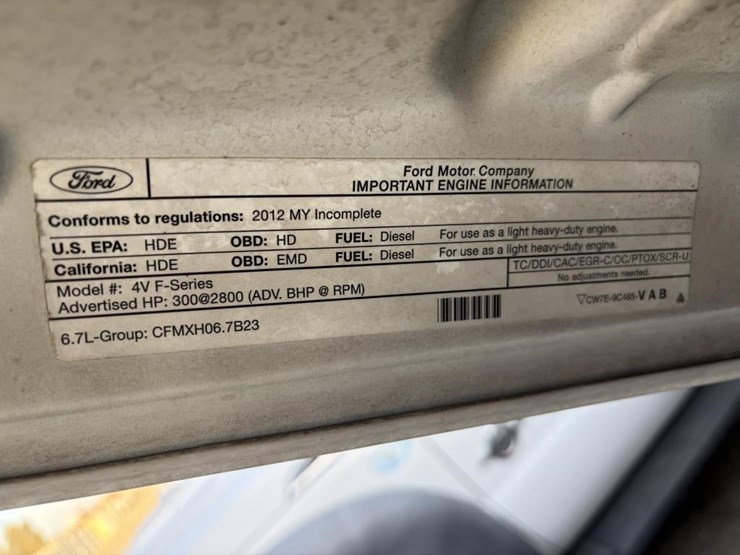 Ford
Ford Motor Company
IMPORTANT ENGINE INFORMATION
Conforms to regulations: 2012 MY Incomplete
U.S. EPA: HDE OBD: HD FUEL: Diesel For use as a light heavy-duty engine.
California: HDE OBD: EMD FUEL: Diesel For use as a light heavy-duty engine.
Model #: 4V F-Series TC/DDI/CAC/EGR-C/OC/PTOX/SCR-U
Advertised HP: 300@2800 (ADV. BHP @ RPM) No adjustments needed.
6.7L-Group: CFMXH06.7B23 CW7E-9C485-VAB